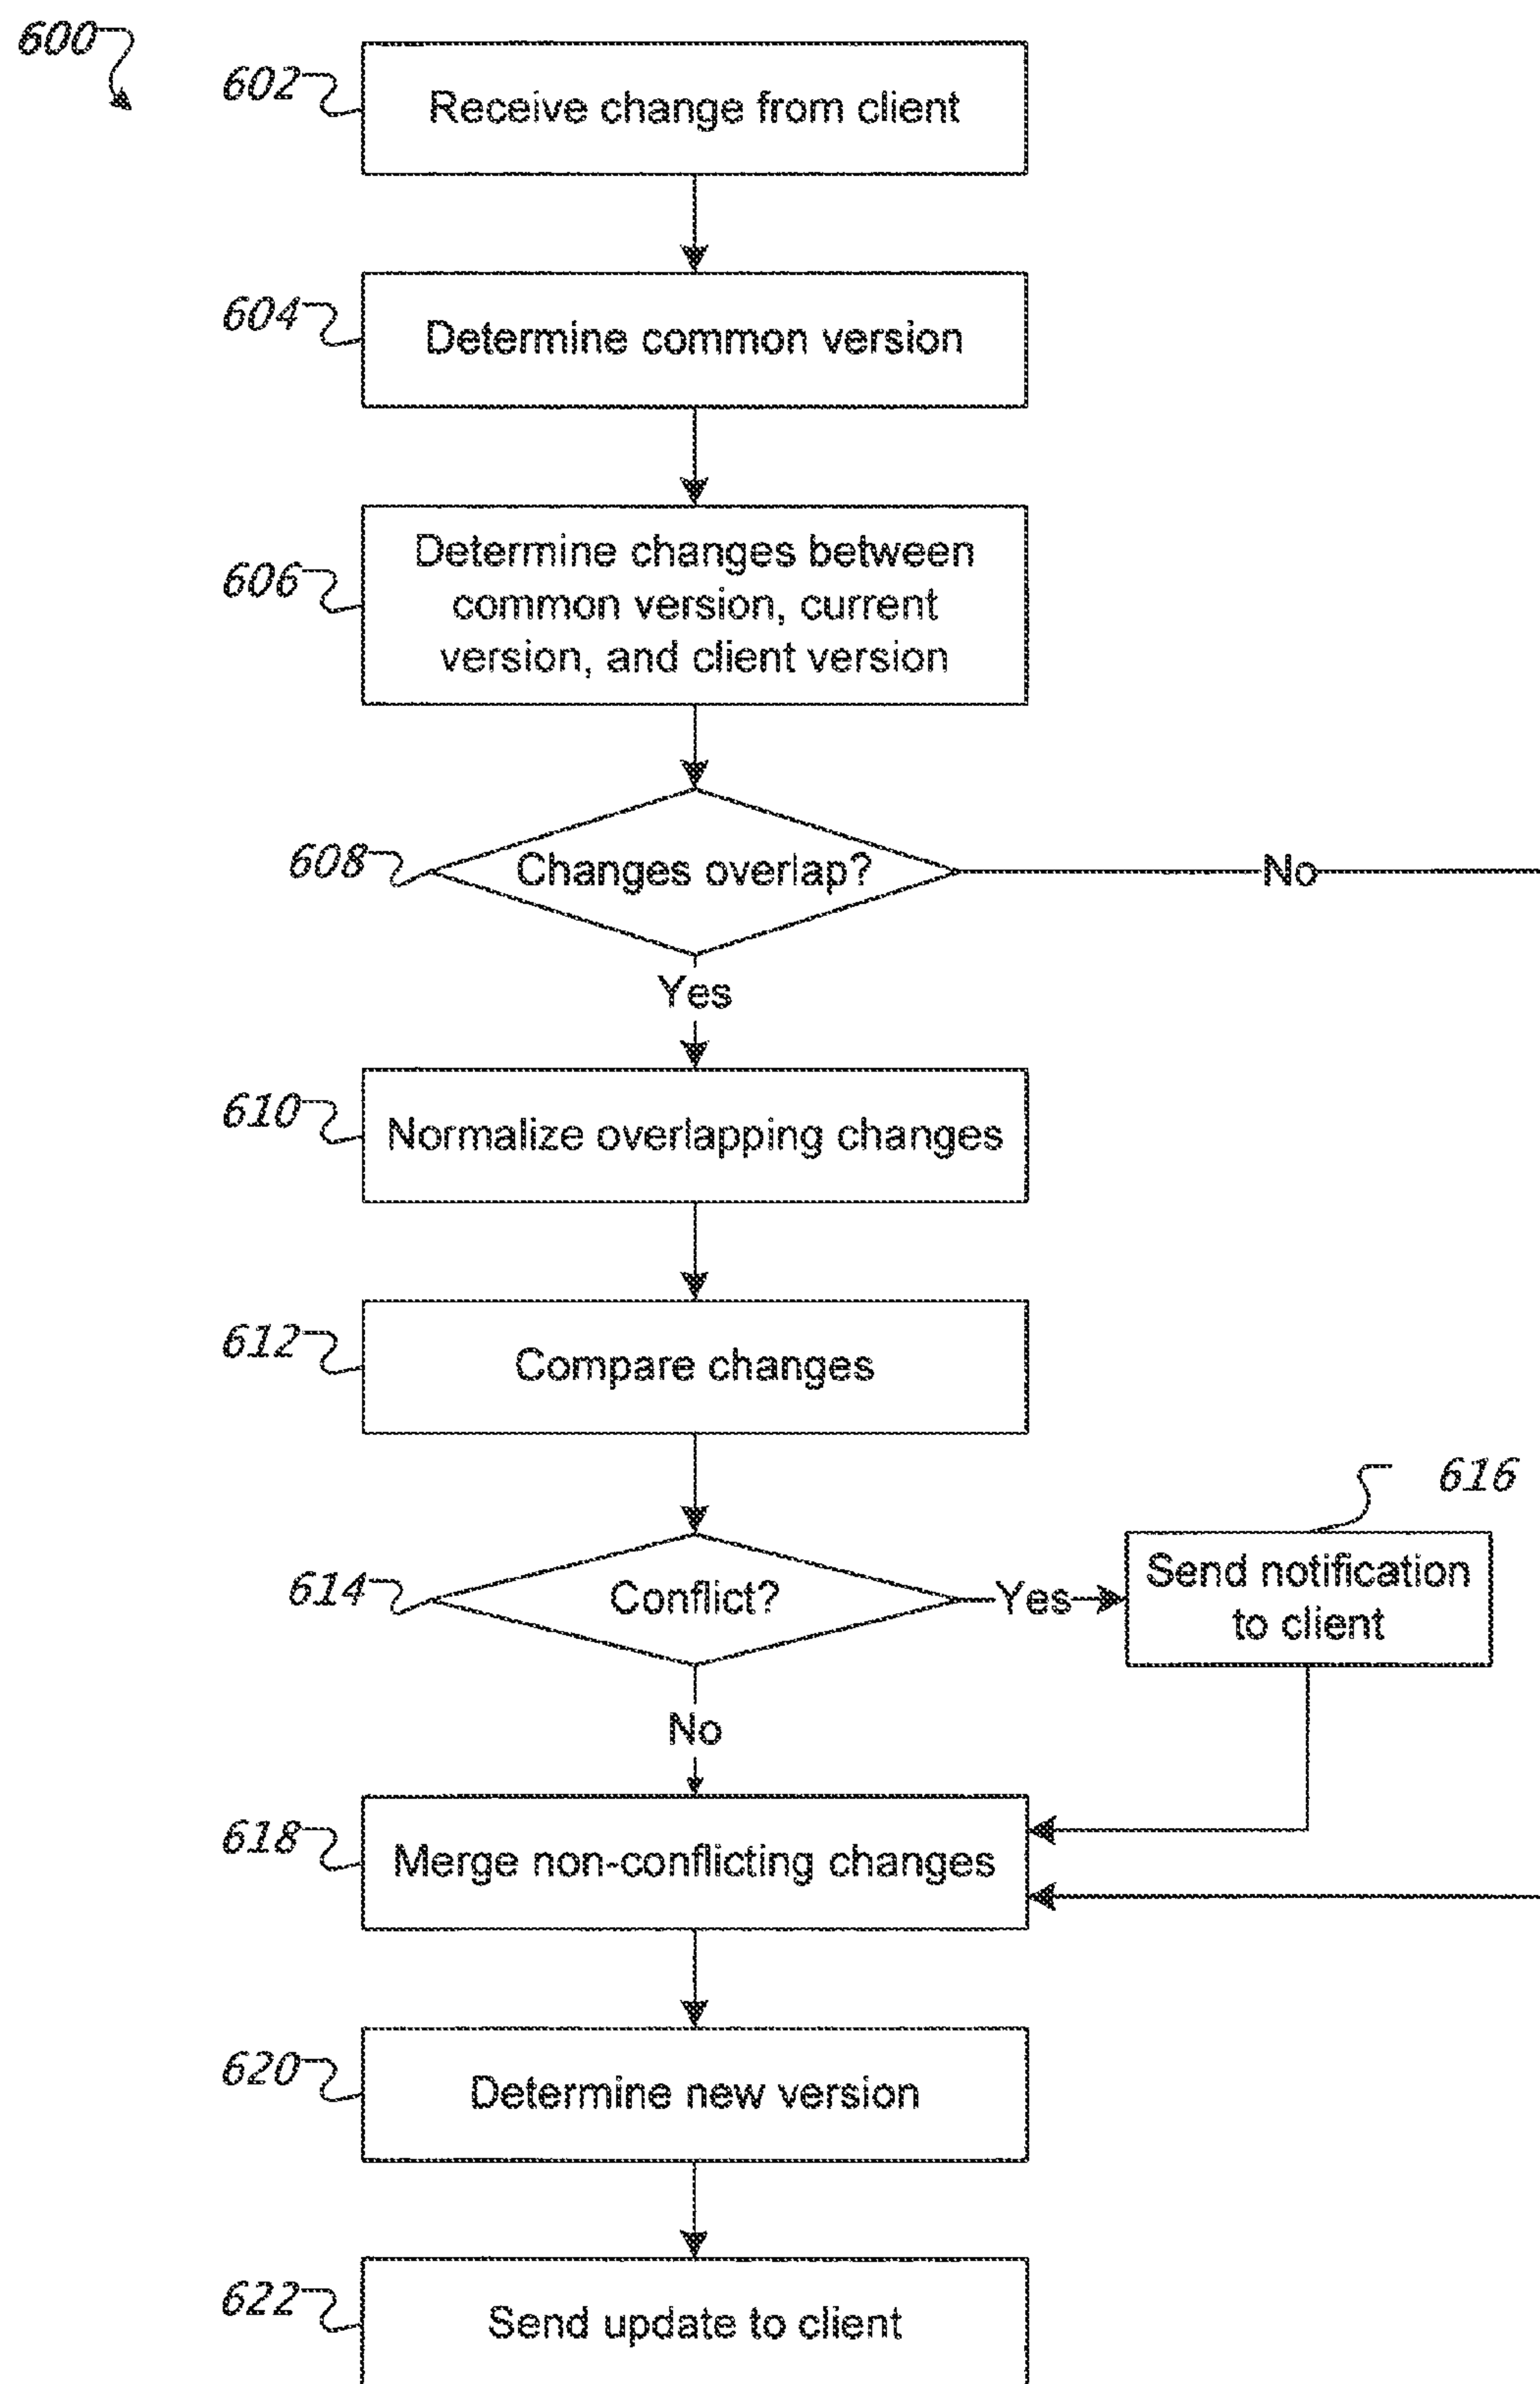 600
602
Receive change from client
604
Determine common version
606
Determine changes between
common version, current
version, and client version
608
Changes overlap?
No
Yes
610
Normalize overlapping changes
612
Compare changes
616
614
Conflict?
Yes
Send notification
to client
No
618
Merge non-conflicting changes
620
Determine new version
622
Send update to client